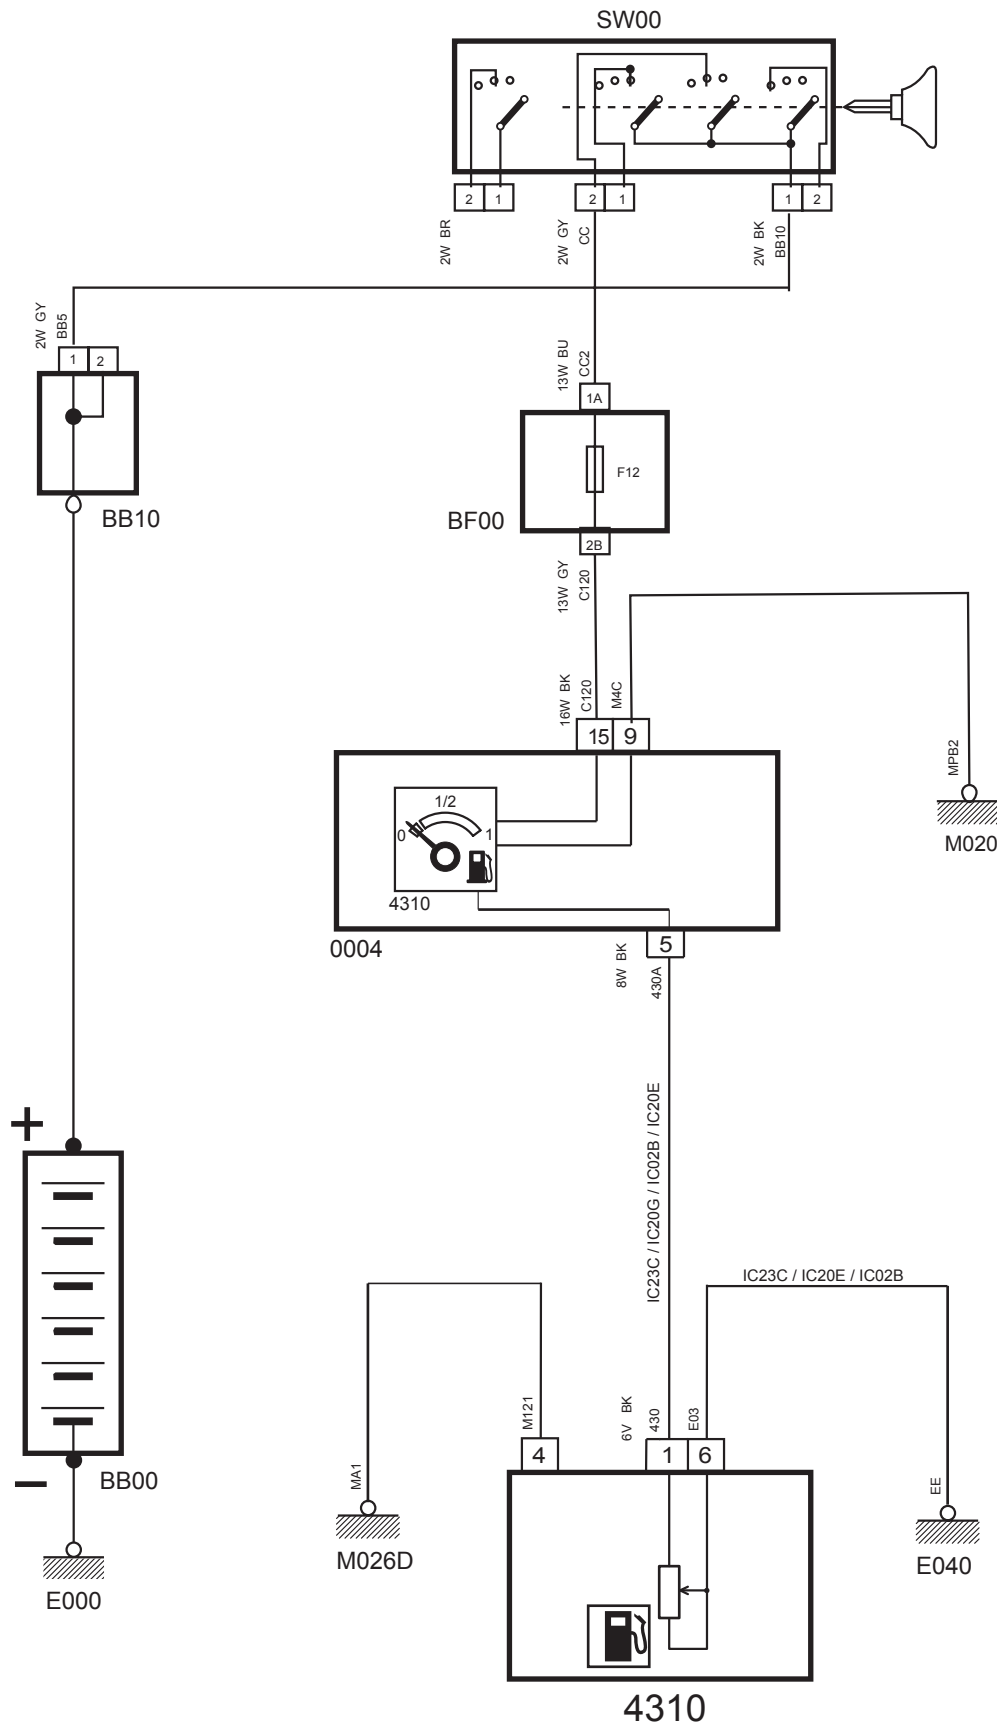 SW00
2 1
2 1
1 2
2W BR
2W GY
CC
2W BK
BB10
2W GY
BB5
1 2
BB10
13W BU
CC2
1A
F12
BF00
2B
13W GY
C120
16W BK
C120
M4C
15 9
MPB2
M020
1/2
0
1
4310
0004
5
8W BK
430A
IC23C / IC20G / IC02B / IC20E
IC23C / IC20E / IC02B
+
−
BB00
E000
M121
4
MA1
M026D
6V BK
430
E03
1 6
EE
E040
4310